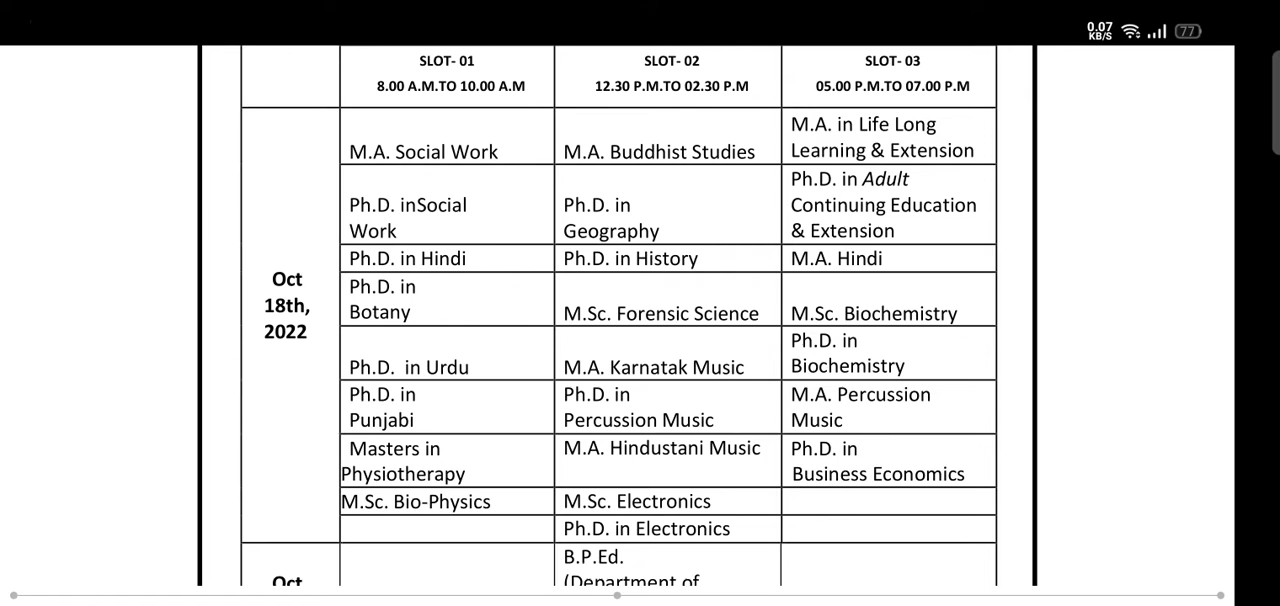 0.07
KB/S
77
SLOT- 01
8.00 A.M.TO 10.00 A.M
SLOT- 02
12.30 P.M.TO 02.30 P.M
SLOT- 03
05.00 P.M.TO 07.00 P.M
Oct
18th,
2022
M.A. Social Work
M.A. Buddhist Studies
M.A. in Life Long
Learning & Extension
Ph.D. inSocial
Work
Ph.D. in
Geography
Ph.D. in Adult
Continuing Education
& Extension
Ph.D. in Hindi
Ph.D. in History
M.A. Hindi
Ph.D. in
Botany
M.Sc. Forensic Science
M.Sc. Biochemistry
Ph.D.  in Urdu
M.A. Karnatak Music
Ph.D. in
Biochemistry
Ph.D. in
Punjabi
Ph.D. in
Percussion Music
M.A. Percussion
Music
Masters in
Physiotherapy
M.A. Hindustani Music
Ph.D. in
Business Economics
M.Sc. Bio-Physics
M.Sc. Electronics
Ph.D. in Electronics
Oct
B.P.Ed.
(Department of